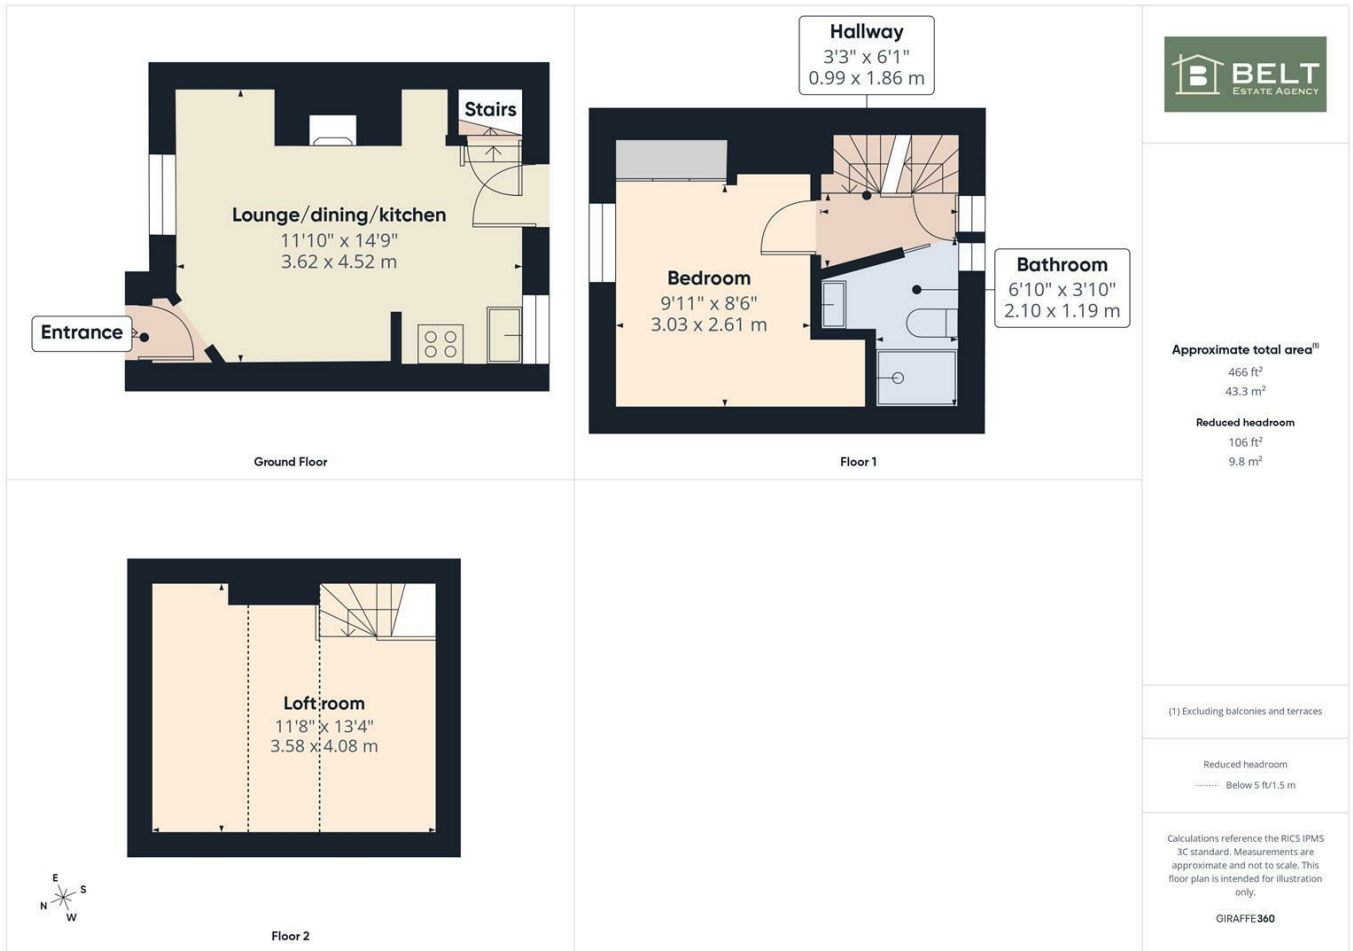 Stairs
Lounge/dining/kitchen
11'10" x 14'9"
3.62 x 4.52 m
Entrance
Ground Floor
Hallway
3'3" x 6'1"
0.99 x 1.86 m
Bedroom
9'11" x 8'6"
3.03 x 2.61 m
Bathroom
6'10" x 3'10"
2.10 x 1.19 m
Floor 1
Loft room
11'8" x 13'4"
3.58 x 4.08 m
E
S
N
W
Floor 2
B BELT
ESTATE AGENCY
Approximate total area(1)
466 ft²
43.3 m²
Reduced headroom
106 ft²
9.8 m²
(1) Excluding balconies and terraces
Reduced headroom
Below 5 ft/1.5 m
Calculations reference the RICS IPMS
3C standard. Measurements are
approximate and not to scale. This
floor plan is intended for illustration
only.
GIRAFFE360